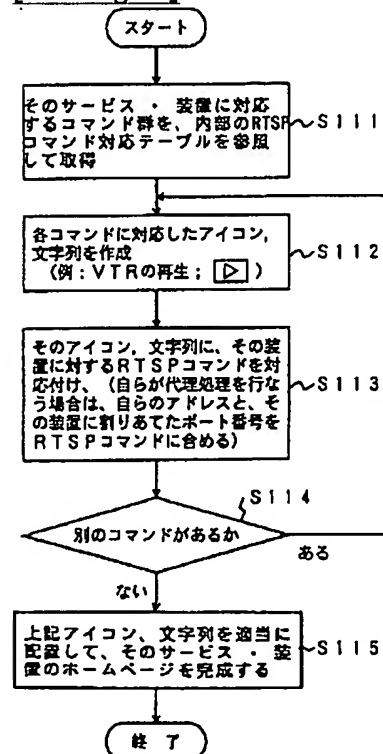 スタート
そのサービス ・ 装置に対応
するコマンド群を、内部のRTSP
コマンド対応テーブルを参照
して取得
S111
各コマンドに対応したアイコン,
文字列を作成
(例:VTRの再生; ▷ )
S112
そのアイコン,文字列に、その装
置に対するRTSPコマンドを対
応付け、(自らが代理処理を行な
う場合は、自らのアドレスと、そ
の装置に割りあてたポート番号を
RTSPコマンドに含める)
S113
S114
別のコマンドがあるか
ある
ない
上記アイコン、文字列を適当に
配置して、そのサービス ・ 装
置のホームページを完成する
S115
終 了